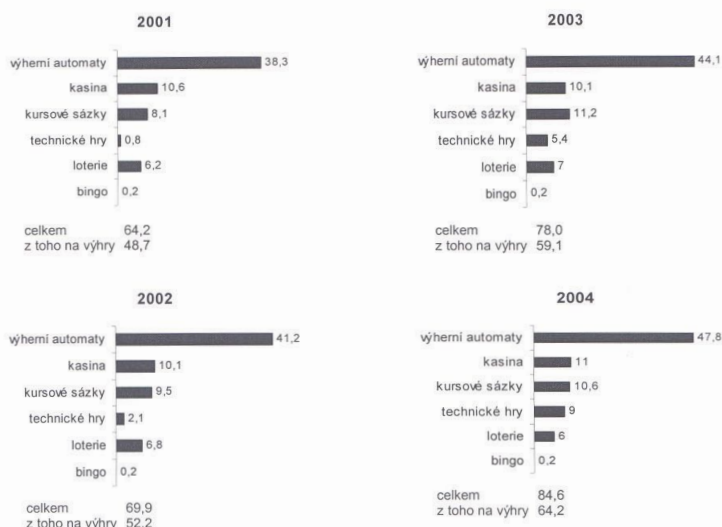 2001
výherní automaty 38,3
kasina 10,6
kursové sázky 8,1
technické hry 0,8
loterie 6,2
bingo 0,2
celkem 64,2
z toho na výhry 48,7
2003
výherní automaty 44,1
kasina 10,1
kursové sázky 11,2
technické hry 5,4
loterie 7
bingo 0,2
celkem 78,0
z toho na výhry 59,1
2002
výherní automaty 41,2
kasina 10,1
kursové sázky 9,5
technické hry 2,1
loterie 6,8
bingo 0,2
celkem 69,9
z toho na výhry 52,2
2004
výherní automaty 47,8
kasina 11
kursové sázky 10,6
technické hry 9
loterie 6
bingo 0,2
celkem 84,6
z toho na výhry 64,2